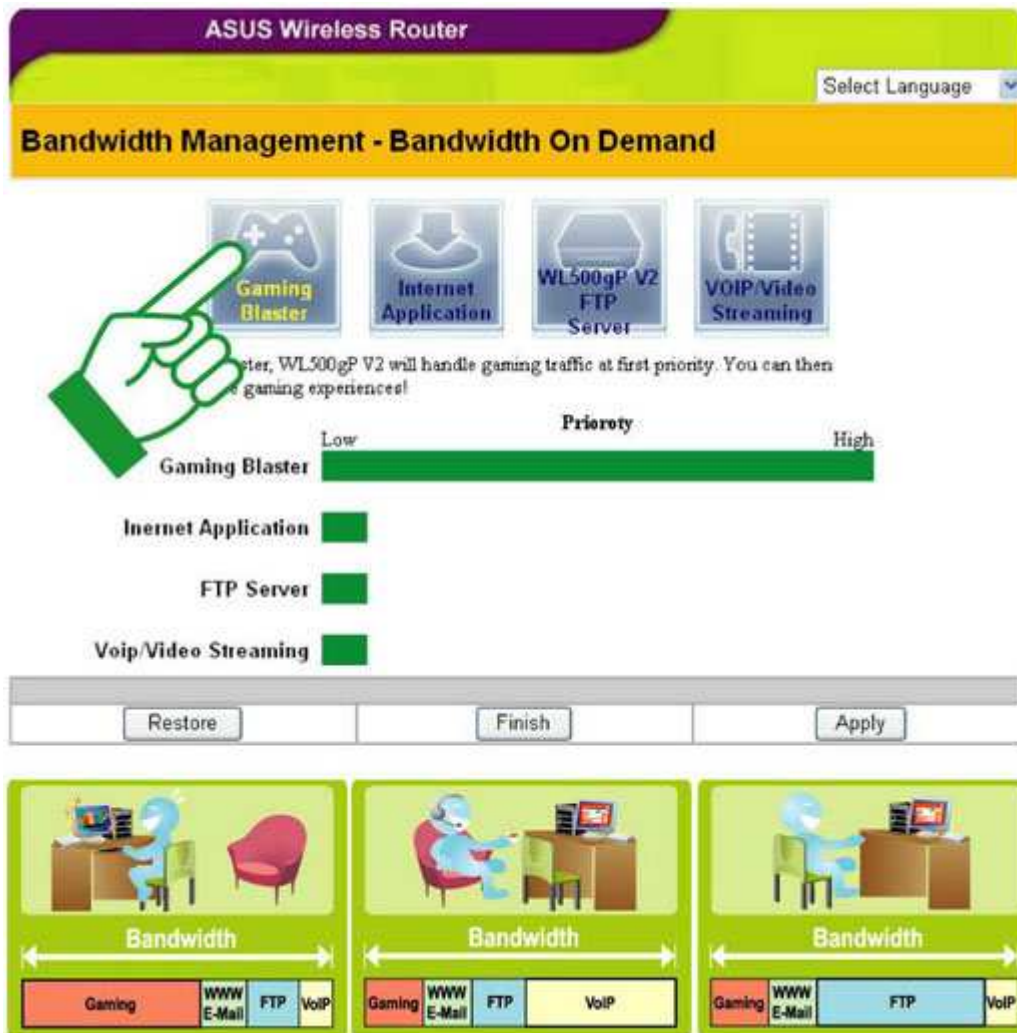 ASUS Wireless Router
Select Language
Bandwidth Management - Bandwidth On Demand
Gaming
Blaster
Internet
Application
WL500gP V2
FTP
Server
VOIP/Video
Streaming
ster, WL500gP V2 will handle gaming traffic at first priority. You can then
gaming experiences!
Prioroty
Low
High
Gaming Blaster
Inernet Application
FTP Server
Voip/Video Streaming
Restore
Finish
Apply
Bandwidth
Gaming
WWW
E-Mail
FTP
VoIP
Bandwidth
Gaming
WWW
E-Mail
FTP
VoIP
Bandwidth
Gaming
WWW
E-Mail
FTP
VoIP